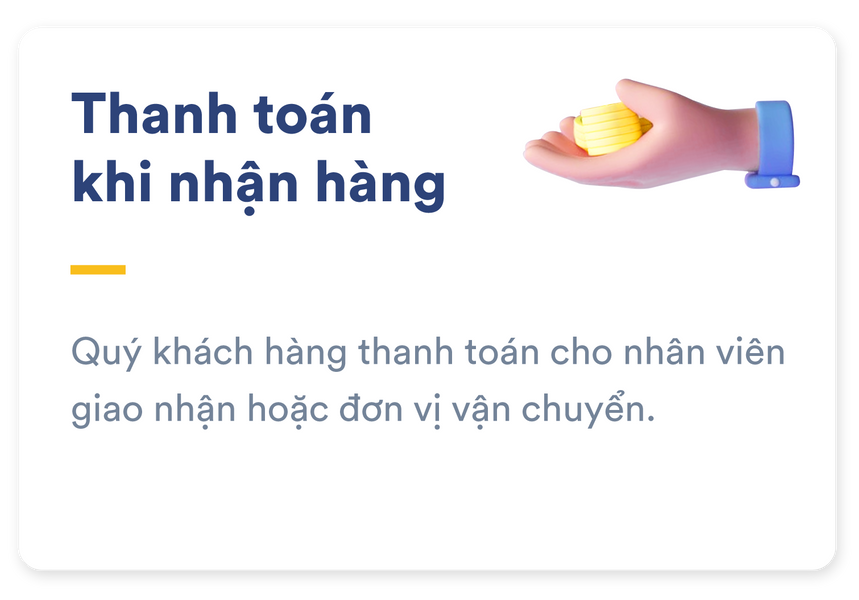 Thanh toán
khi nhận hàng
Quý khách hàng thanh toán cho nhân viên
giao nhận hoặc đơn vị vận chuyển.